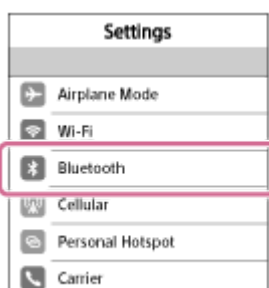 Settings
Airplane Mode
Wi-Fi
Bluetooth
Cellular
Personal Hotspot
Carrier